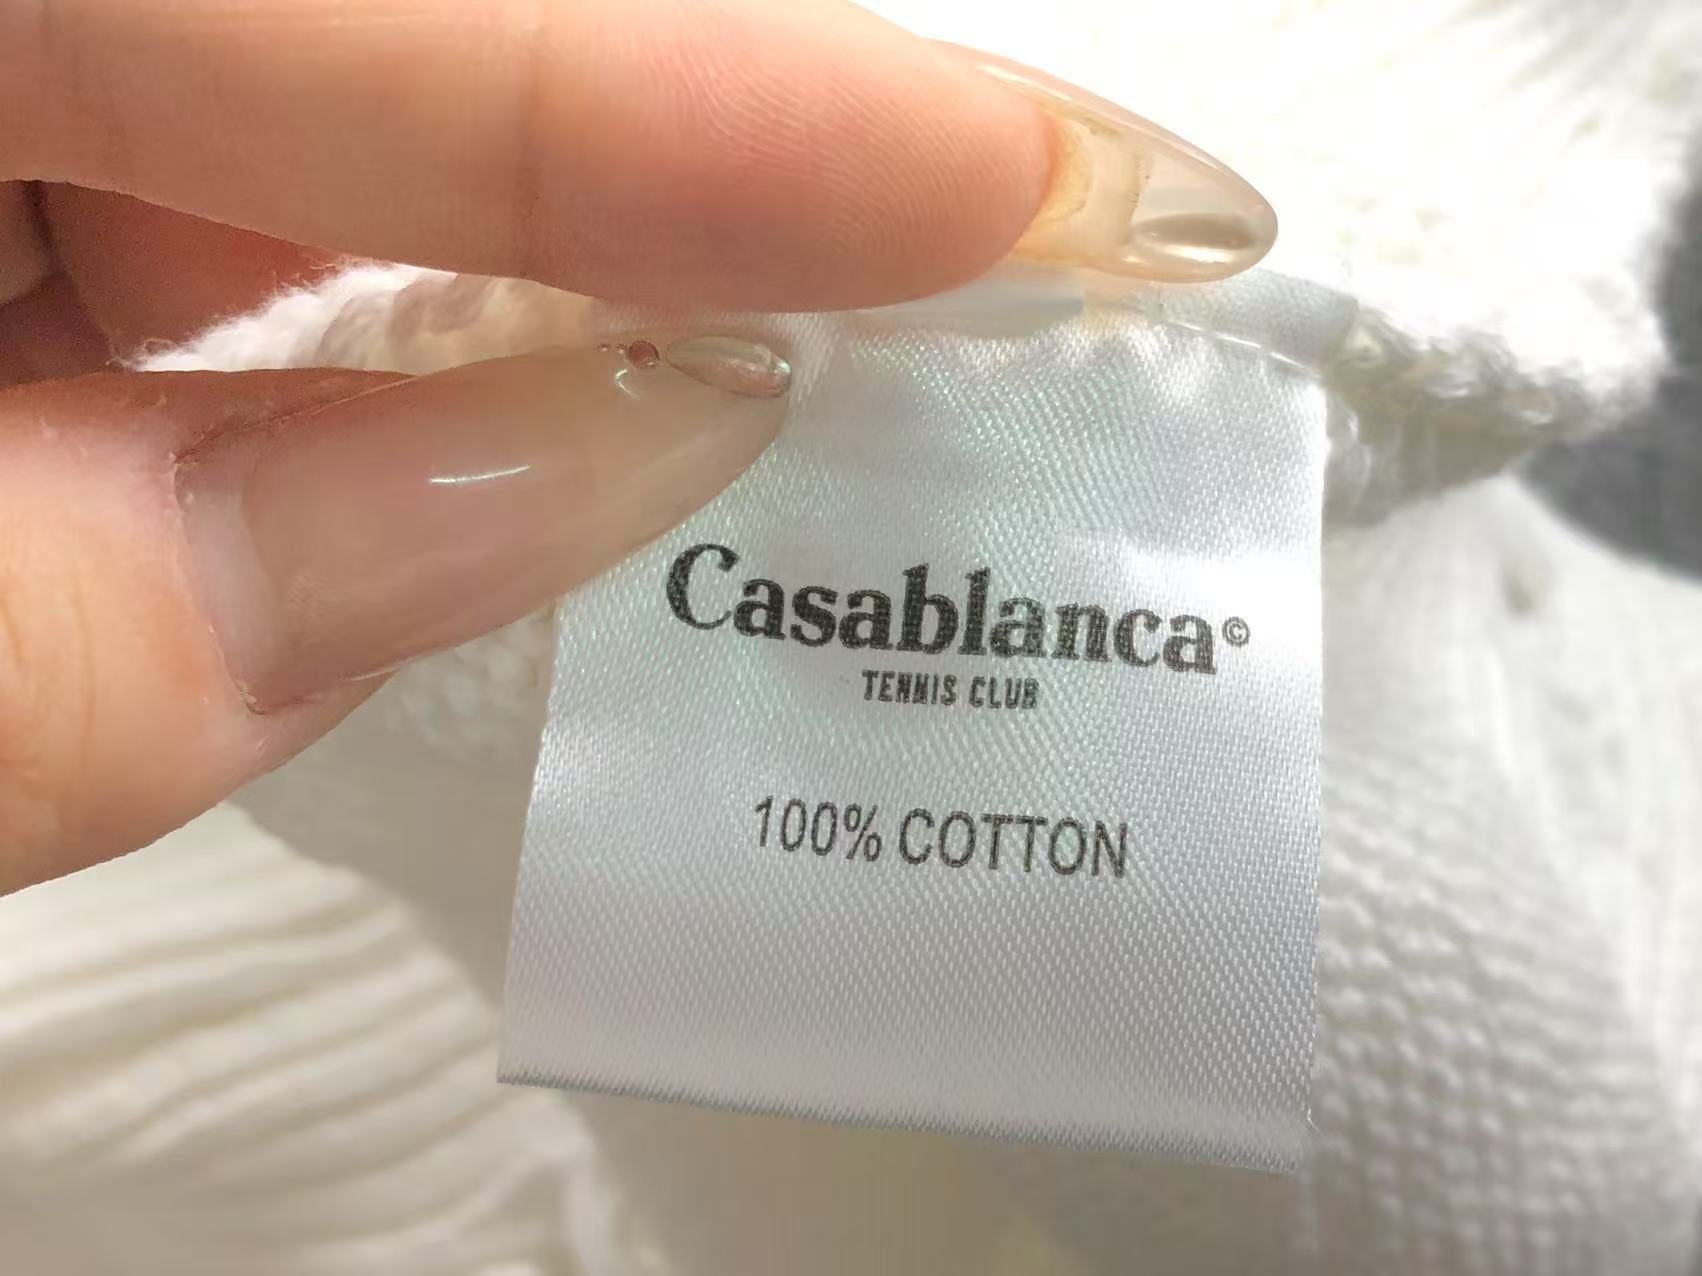 Casablanca©
TENNIS CLUB
100% COTTON